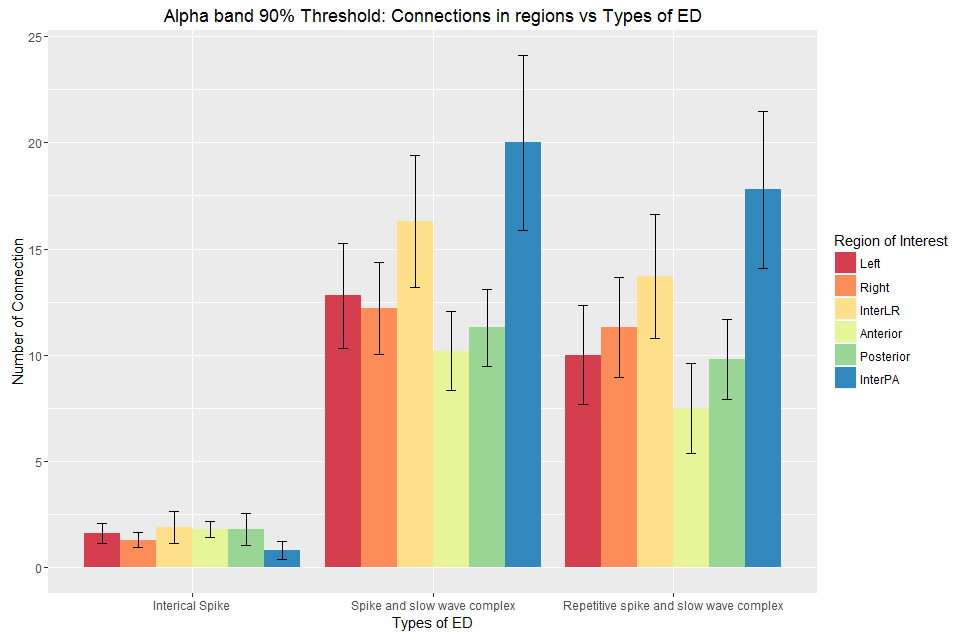 Alpha band 90% Threshold: Connections in regions vs Types of ED
25
20
15
10
5
0
Number of Connection
Interical Spike
Spike and slow wave complex
Repetitive spike and slow wave complex
Types of ED
Region of Interest
Left
Right
InterLR
Anterior
Posterior
InterPA